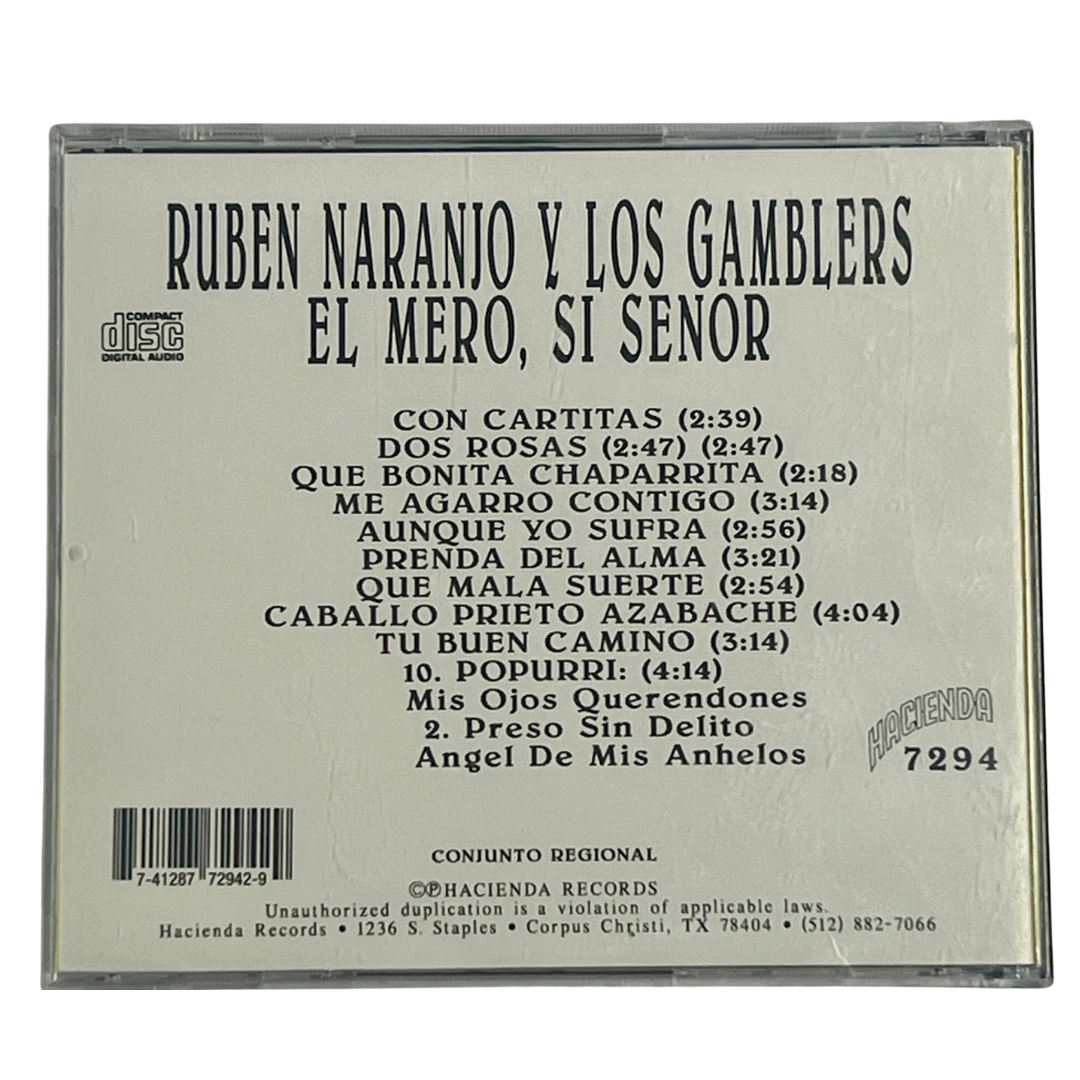 RUBEN NARANJO Y LOS GAMBLERS
EL MERO, SI SENOR
COMPACT
disc
DIGITAL AUDIO
CON CARTITAS (2:39)
DOS ROSAS (2:47) (2:47)
QUE BONITA CHAPARRITA (2:18)
ME AGARRO CONTIGO (3:14)
AUNQUE YO SUFRA (2:56)
PRENDA DEL ALMA (3:21)
QUE MALA SUERTE (2:54)
CABALLO PRIETO AZABACHE (4:04)
TU BUEN CAMINO (3:14)
10. POPURRI: (4:14)
Mis Ojos Querendones
2. Preso Sin Delito
Angel De Mis Anhelos
HACIENDA
7294
7-41287 72942-9
CONJUNTO REGIONAL
©℗HACIENDA RECORDS
Unauthorized duplication is a violation of applicable laws.
Hacienda Records • 1236 S. Staples • Corpus Christi, TX 78404 • (512) 882-7066